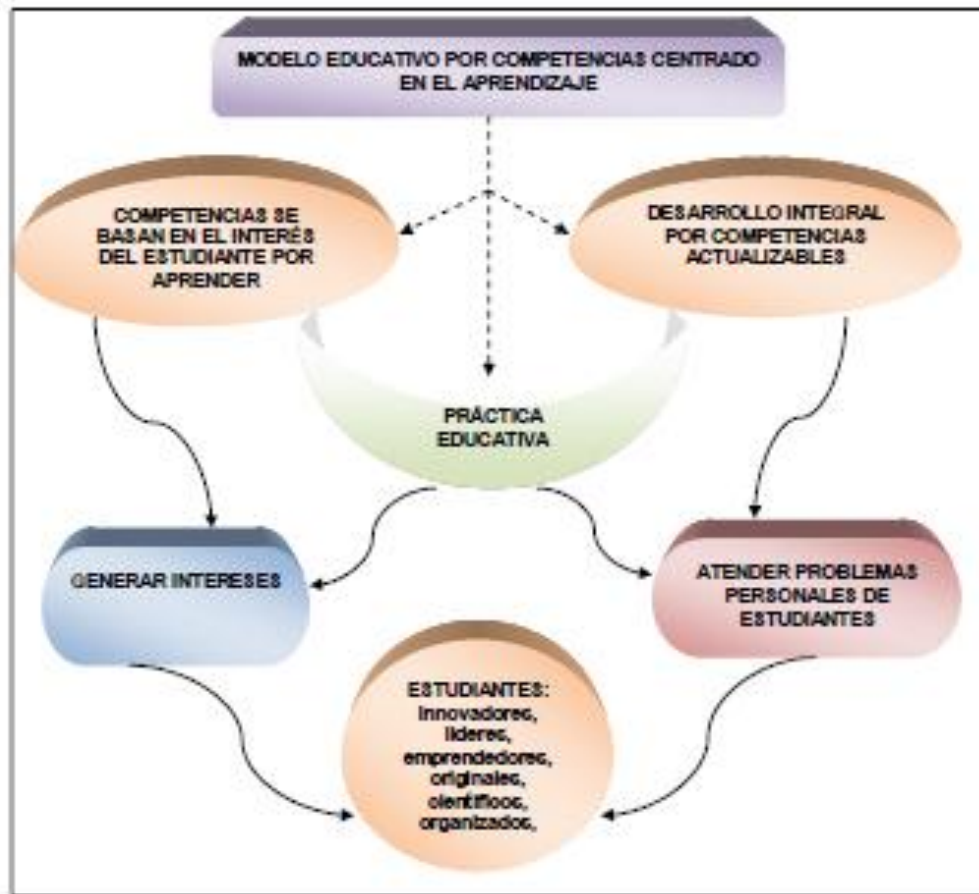 MODELO EDUCATIVO POR COMPETENCIAS CENTRADO
EN EL APRENDIZAJE
COMPETENCIAS SE
BASAN EN EL INTERÉS
DEL ESTUDIANTE POR
APRENDER
DESARROLLO INTEGRAL
POR COMPETENCIAS
ACTUALIZABLES
PRÁCTICA
EDUCATIVA
GENERAR INTERESES
ATENDER PROBLEMAS
PERSONALES DE
ESTUDIANTES
ESTUDIANTES:
innovadores,
líderes,
emprendedores,
originales,
científicos,
organizados,